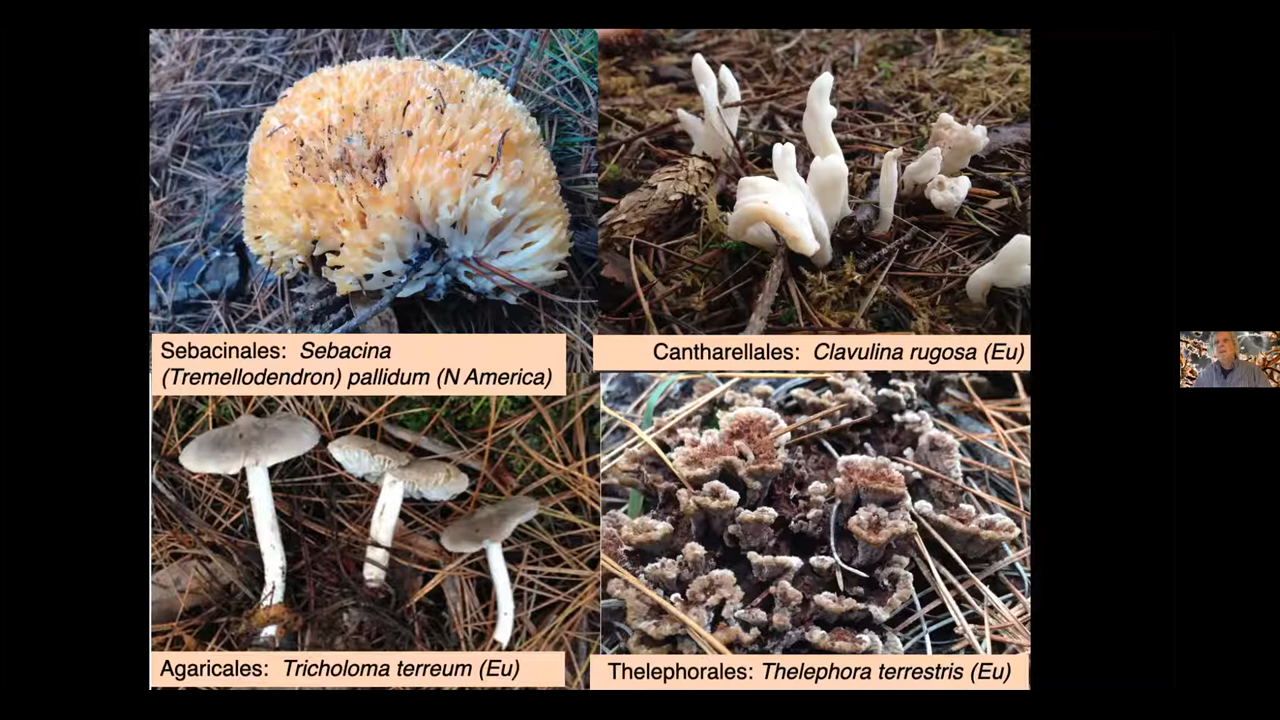 Sebacinales: Sebacina
(Tremellodendron) pallidum (N America)
Cantharellales: Clavulina rugosa (Eu)
Agaricales: Tricholoma terreum (Eu)
Thelephorales: Thelephora terrestris (Eu)